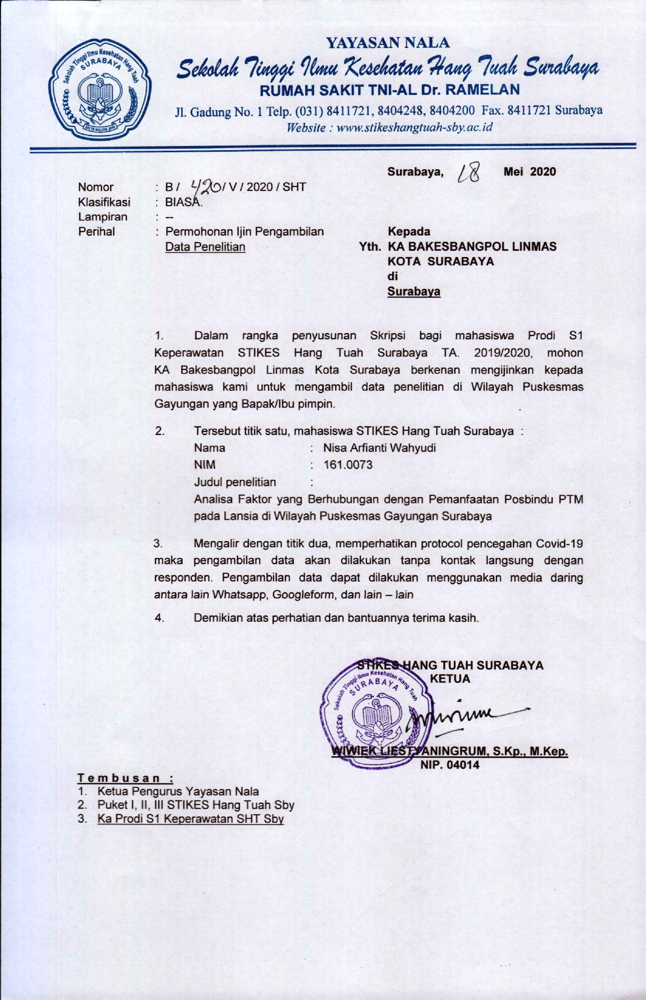 Sekolah Tinggi Ilmu Kesehatan Hang Tuah
SURABAYA
YAYASAN NALA
Sekolah Tinggi Ilmu Kesehatan Hang Tuah Surabaya
RUMAH SAKIT TNI-AL Dr. RAMELAN
Jl. Gadung No. 1 Telp. (031) 8411721, 8404248, 8404200 Fax. 8411721 Surabaya
Website : www.stikeshangtuah-sby.ac.id
Surabaya, 18 Mei 2020
Nomor : B / 420 / V / 2020 / SHT
Klasifikasi : BIASA.
Lampiran : --
Perihal : Permohonan Ijin Pengambilan
Data Penelitian
Kepada
Yth. KA BAKESBANGPOL LINMAS
KOTA SURABAYA
di
Surabaya
1. Dalam rangka penyusunan Skripsi bagi mahasiswa Prodi S1
Keperawatan STIKES Hang Tuah Surabaya TA. 2019/2020, mohon
KA Bakesbangpol Linmas Kota Surabaya berkenan mengijinkan kepada
mahasiswa kami untuk mengambil data penelitian di Wilayah Puskesmas
Gayungan yang Bapak/Ibu pimpin.
2. Tersebut titik satu, mahasiswa STIKES Hang Tuah Surabaya :
Nama : Nisa Arfianti Wahyudi
NIM : 161.0073
Judul penelitian :
Analisa Faktor yang Berhubungan dengan Pemanfaatan Posbindu PTM
pada Lansia di Wilayah Puskesmas Gayungan Surabaya
3. Mengalir dengan titik dua, memperhatikan protocol pencegahan Covid-19
maka pengambilan data akan dilakukan tanpa kontak langsung dengan
responden. Pengambilan data dapat dilakukan menggunakan media daring
antara lain Whatsapp, Googleform, dan lain – lain
4. Demikian atas perhatian dan bantuannya terima kasih.
STIKES HANG TUAH SURABAYA
KETUA
Sekolah Tinggi Ilmu Kesehatan Hang Tuah
SURABAYA
WIWIEK LIESTYANINGRUM, S.Kp., M.Kep.
NIP. 04014
Tembusan :
1. Ketua Pengurus Yayasan Nala
2. Puket I, II, III STIKES Hang Tuah Sby
3. Ka Prodi S1 Keperawatan SHT Sby